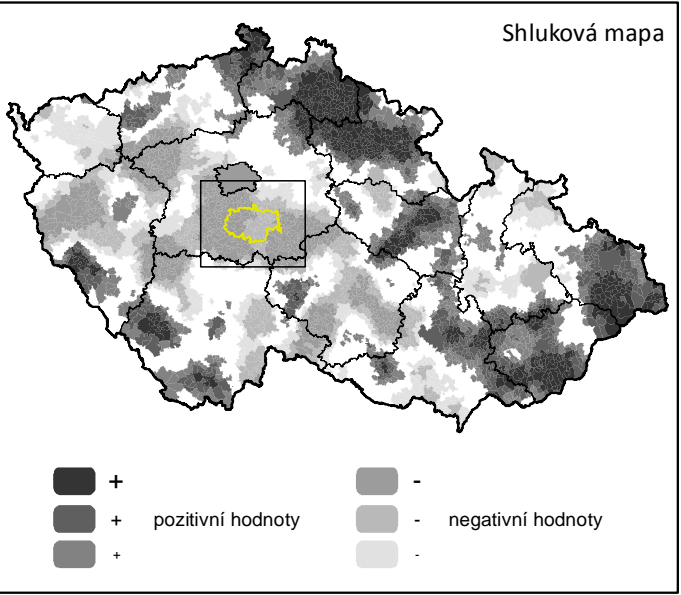 Shluková mapa
+ -
+ pozitivní hodnoty - negativní hodnoty
+ -